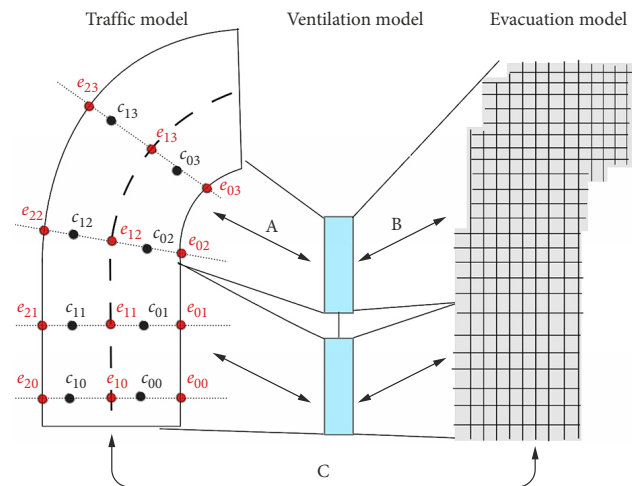 Traffic model Ventilation model Evacuation model
e23
c13
e13
c03
e03
e22 c12 e12 c02 e02
A B
e21 c11 e11 c01 e01
e20 c10 e10 c00 e00
C